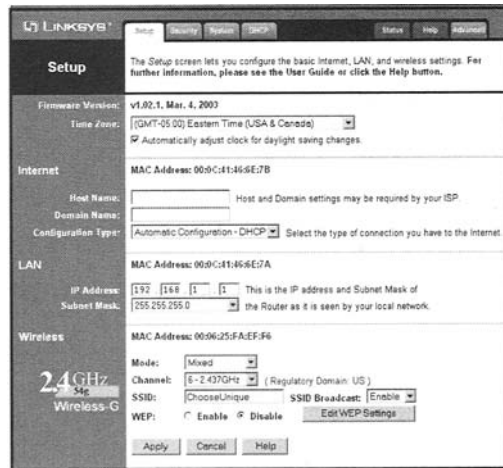 LINKSYS®
Setup Security System DHCP Status Help Advanced
Setup
The Setup screen lets you configure the basic Internet, LAN, and wireless settings. For
further information, please see the User Guide or click the Help button.
Firmware Version: v1.02.1, Mar. 4, 2003
Time Zone: (GMT-05:00) Eastern Time (USA & Canada)
Automatically adjust clock for daylight saving changes.
Internet MAC Address: 00:0C:41:46:6E:7B
Host Name: Host and Domain settings may be required by your ISP.
Domain Name:
Configuration Type: Automatic Configuration - DHCP Select the type of connection you have to the Internet.
LAN MAC Address: 00:0C:41:46:6E:7A
IP Address: 192 .168 .1 .1 This is the IP address and Subnet Mask of
Subnet Mask: 255.255.255.0 the Router as it is seen by your local network.
Wireless MAC Address: 00:06:25:FA:EF:F6
Mode: Mixed
Channel: 6 - 2.437GHz ( Regulatory Domain: US )
SSID: ChooseUnique SSID Broadcast: Enable
WEP: Enable Disable Edit WEP Settings
2.4GHz
54g
Wireless-G
Apply Cancel Help